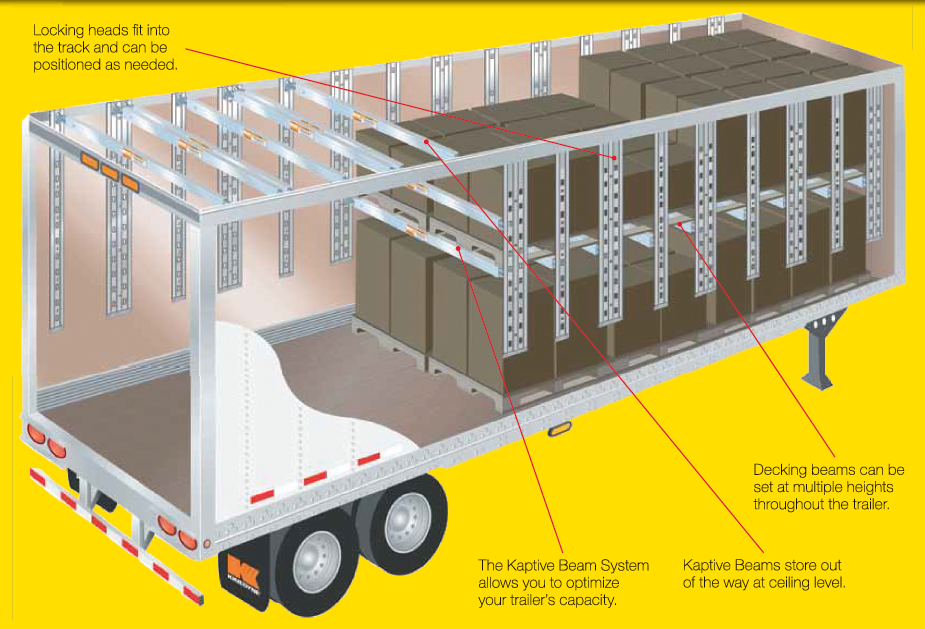 Locking heads fit into
the track and can be
positioned as needed.
Decking beams can be
set at multiple heights
throughout the trailer.
The Kaptive Beam System
allows you to optimize
your trailer's capacity.
Kaptive Beams store out
of the way at ceiling level.